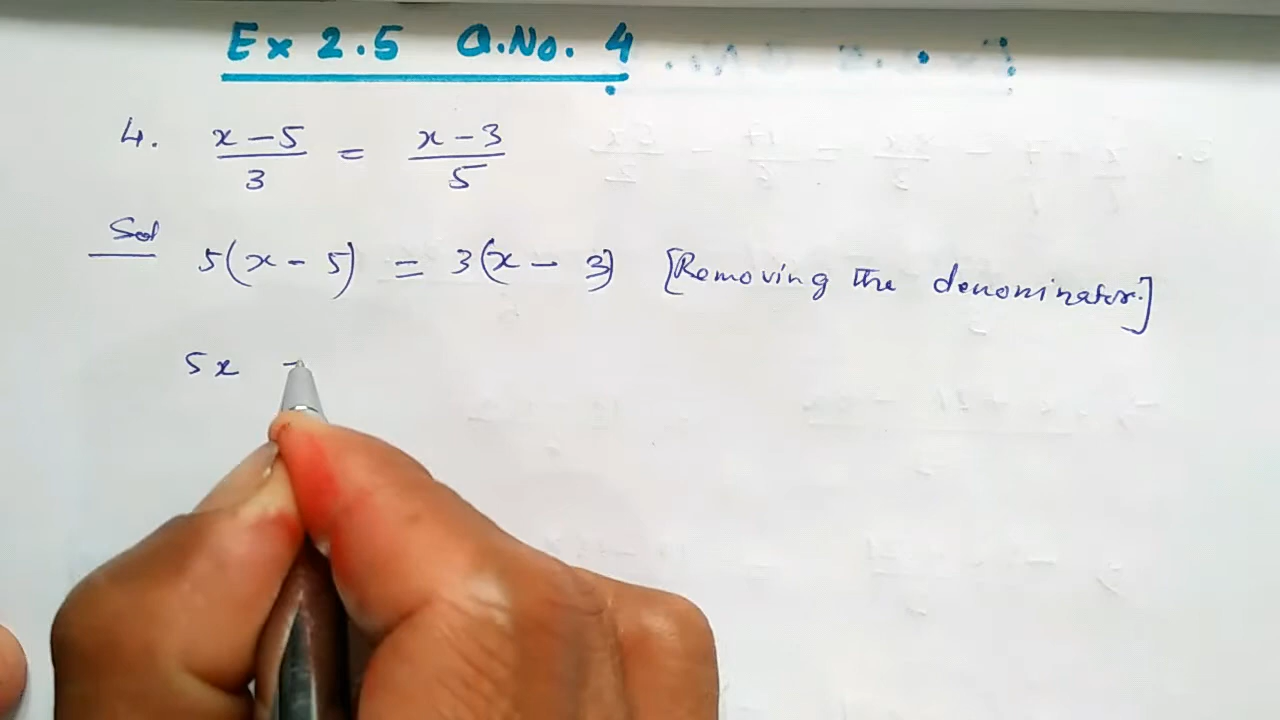 Ex 2.5 Q.No. 4
4. x-5/3 = x-3/5
Sol 5(x-5) = 3(x-3) [Removing the denominator.]
5x -